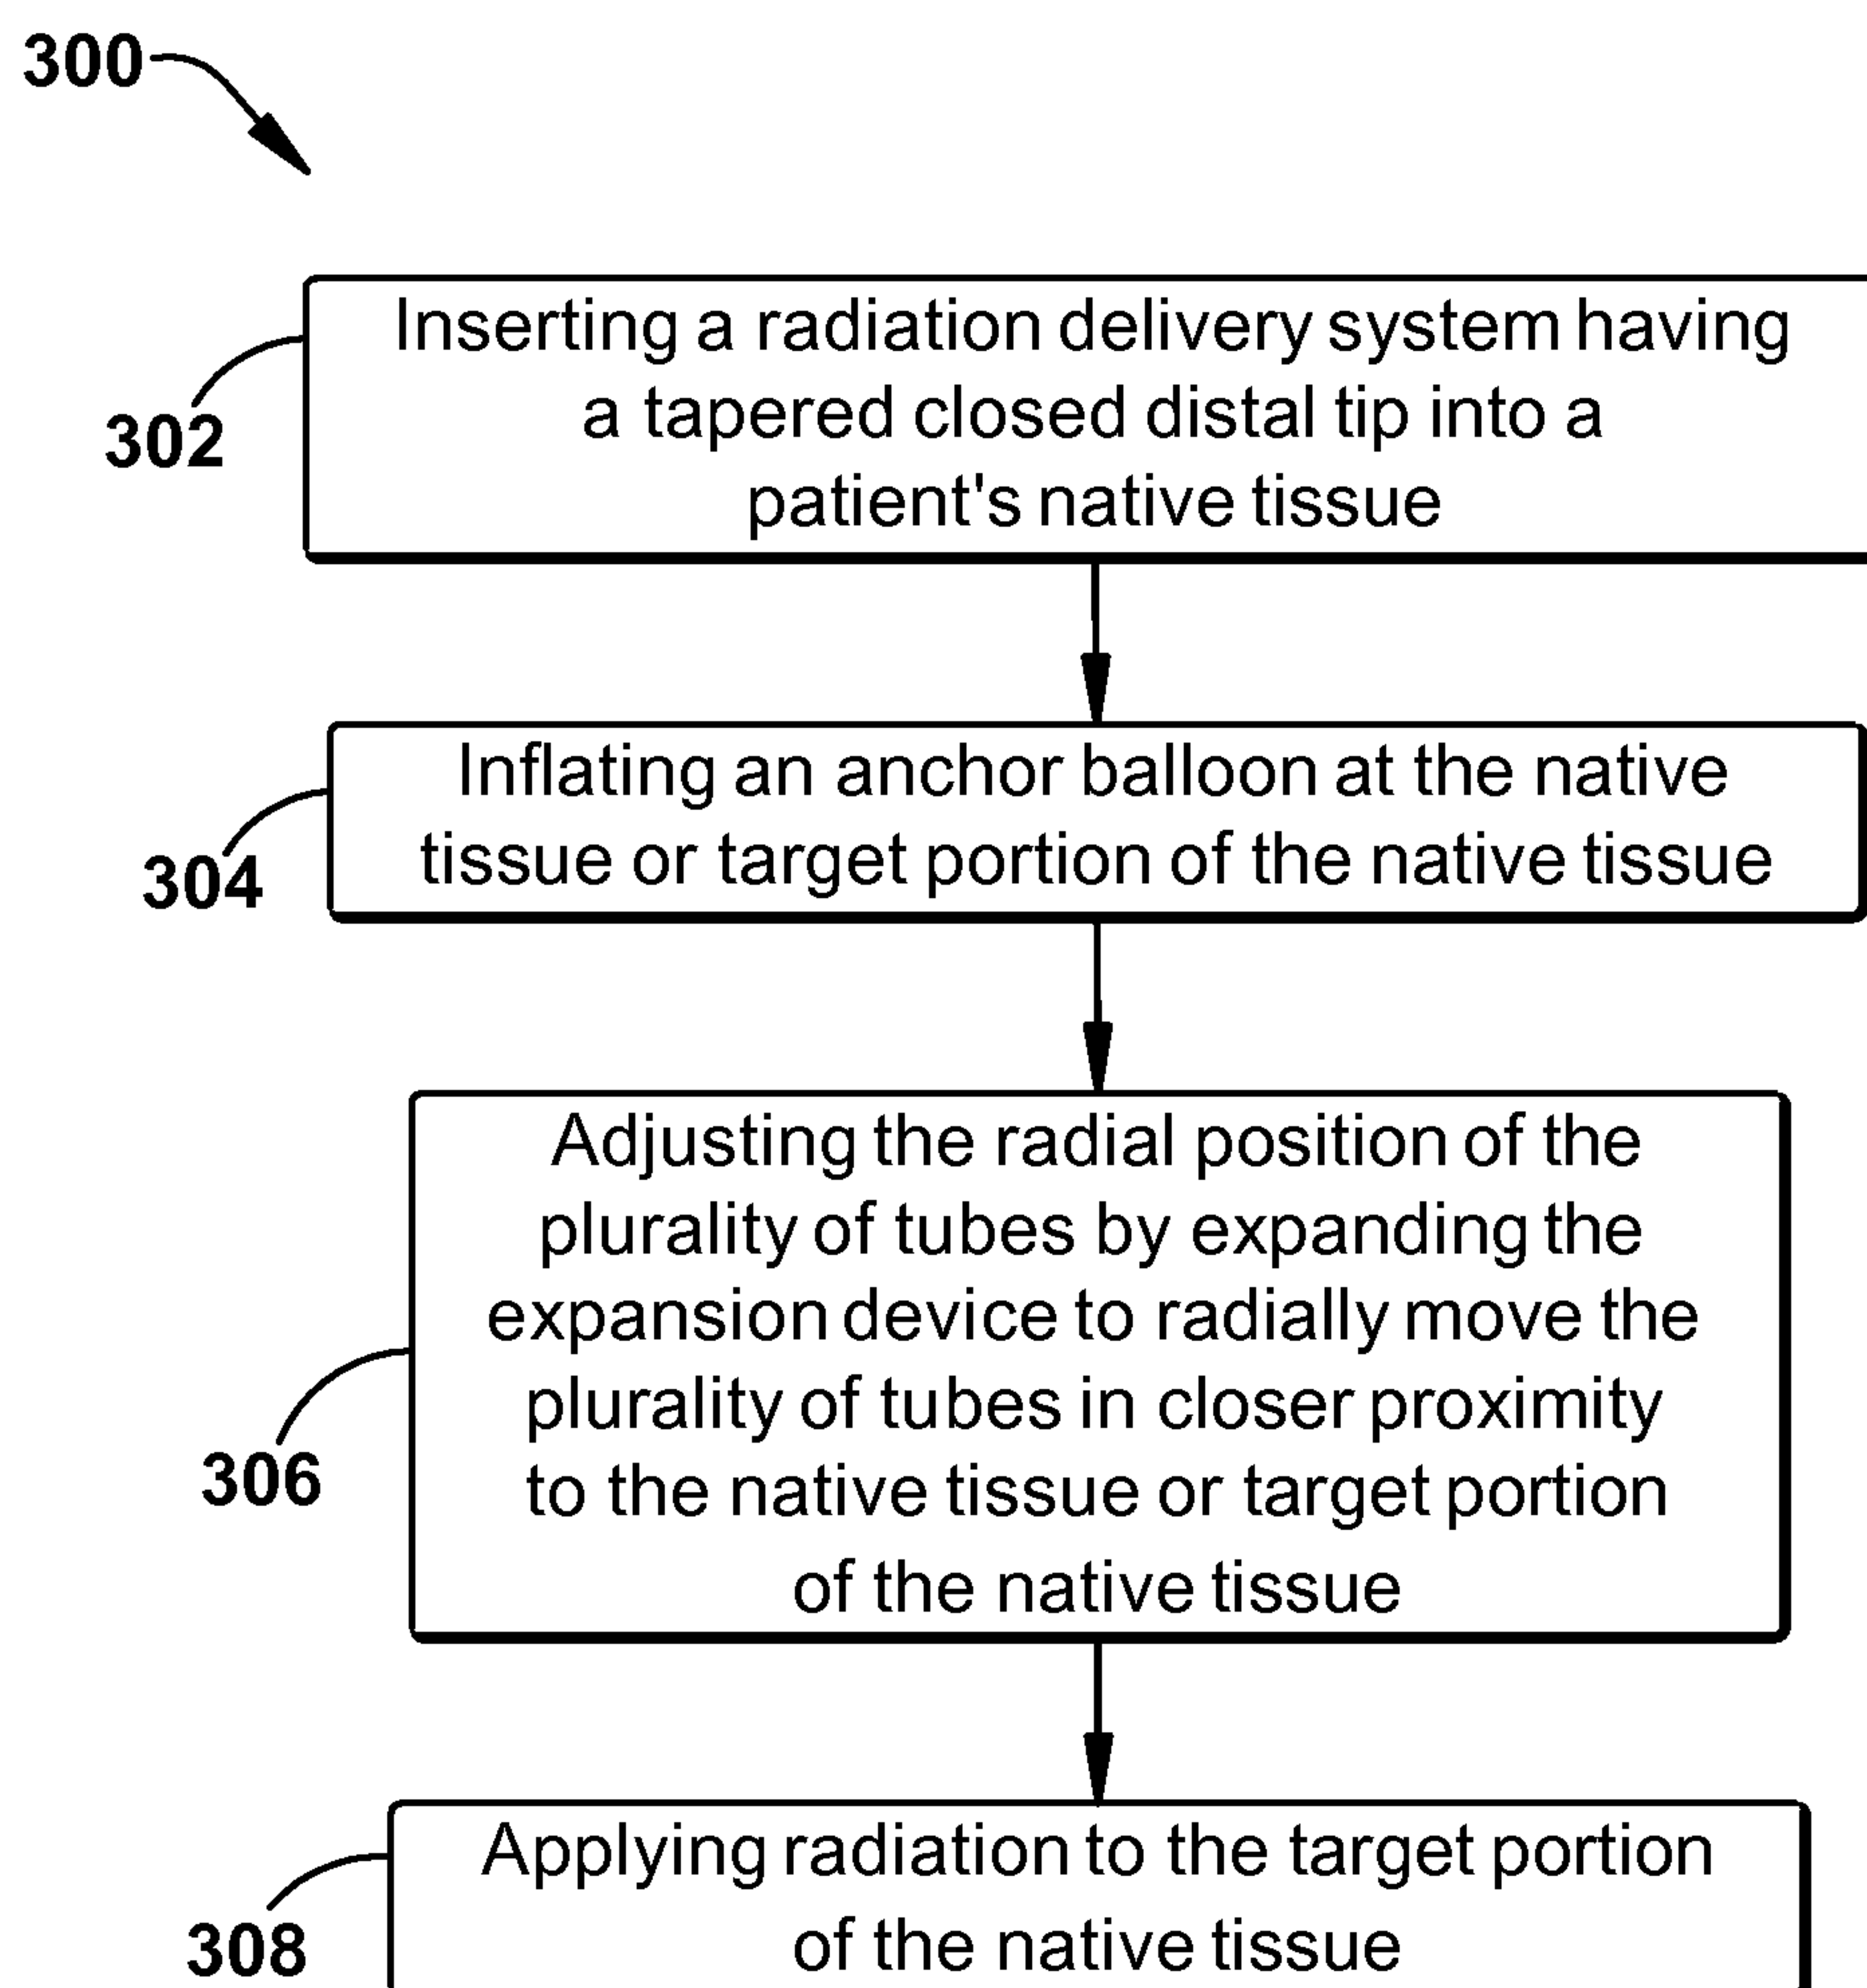 300
Inserting a radiation delivery system having
a tapered closed distal tip into a
patient's native tissue
302
Inflating an anchor balloon at the native
tissue or target portion of the native tissue
304
Adjusting the radial position of the
plurality of tubes by expanding the
expansion device to radially move the
plurality of tubes in closer proximity
to the native tissue or target portion
of the native tissue
306
Applying radiation to the target portion
of the native tissue
308